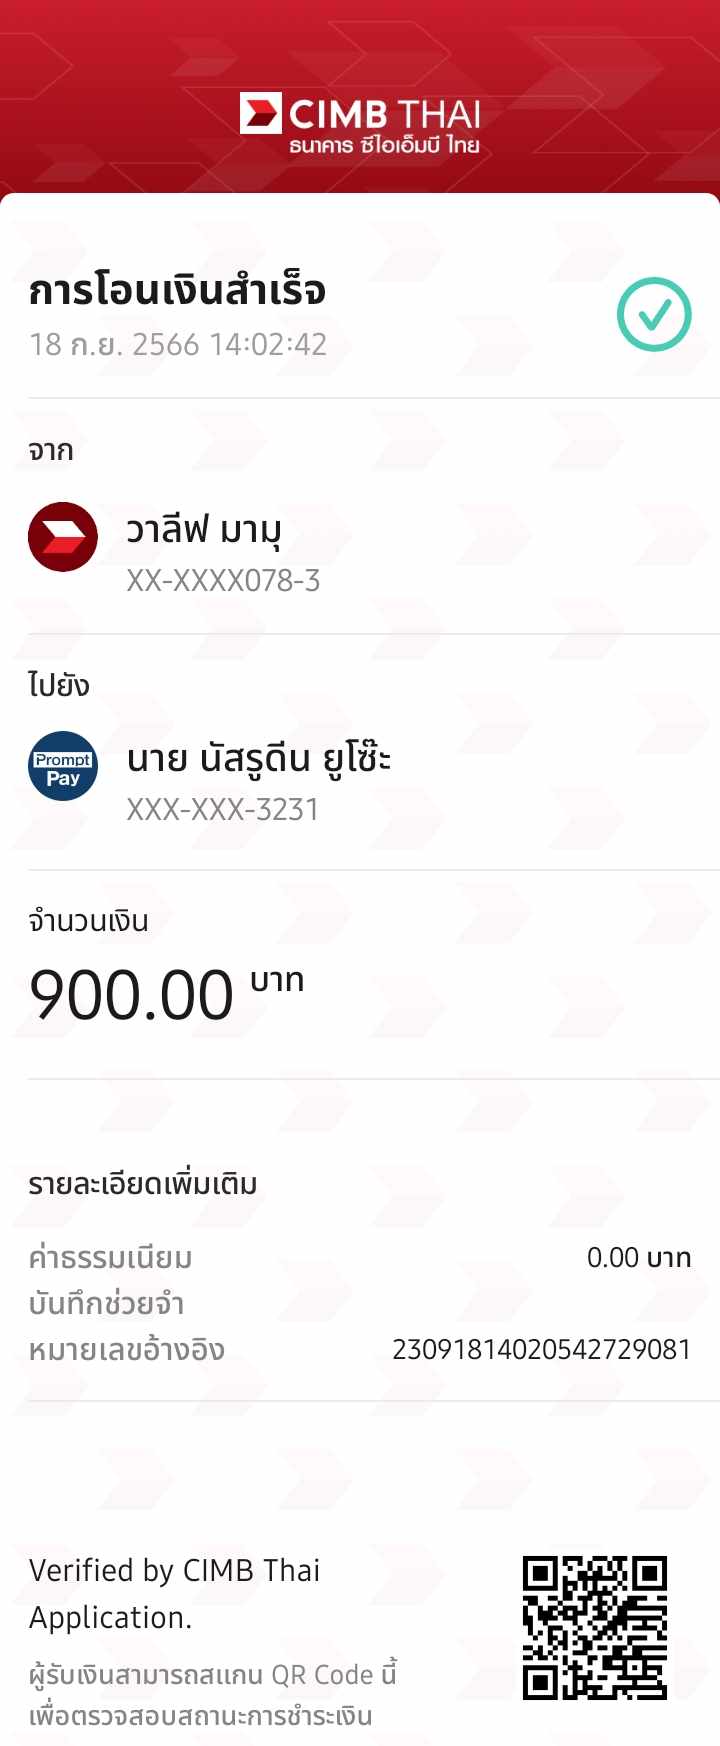 CIMB THAI
ธนาคาร ซีไอเอ็มบี ไทย
การโอนเงินสำเร็จ
18 ก.ย. 2566 14:02:42
จาก
วาลีฟ มามุ
XX-XXXX078-3
ไปยัง
Prompt
Pay
นาย นัสรูดีน ยูโซ๊ะ
XXX-XXX-3231
จำนวนเงิน
900.00 บาท
รายละเอียดเพิ่มเติม
ค่าธรรมเนียม 0.00 บาท
บันทึกช่วยจำ
หมายเลขอ้างอิง 23091814020542729081
Verified by CIMB Thai
Application.
ผู้รับเงินสามารถสแกน QR Code นี้
เพื่อตรวจสอบสถานะการชำระเงิน